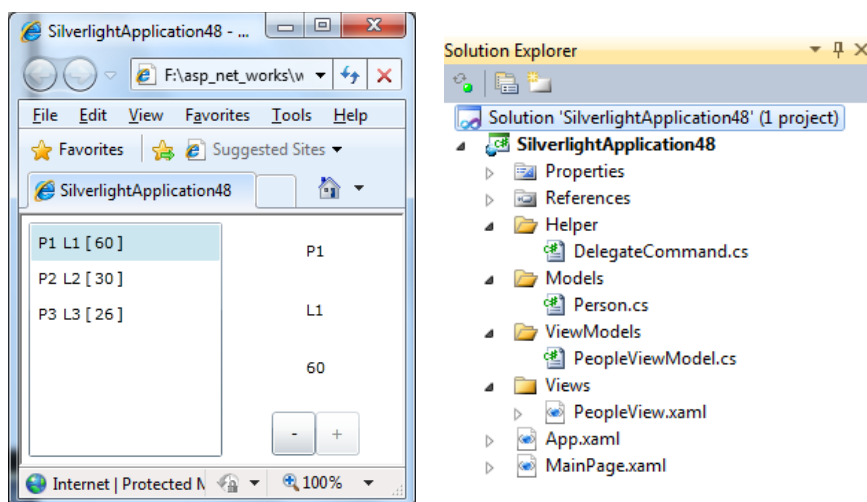 SilverlightApplication48 - ...
F:\asp_net_works\w
File Edit View Favorites Tools Help
Favorites Suggested Sites
SilverlightApplication48
P1 L1 [ 60 ]
P2 L2 [ 30 ]
P3 L3 [ 26 ]
P1
L1
60
- +
Internet | Protected M 100%
Solution Explorer
Solution 'SilverlightApplication48' (1 project)
SilverlightApplication48
Properties
References
Helper
DelegateCommand.cs
Models
Person.cs
ViewModels
PeopleViewModel.cs
Views
PeopleView.xaml
App.xaml
MainPage.xaml